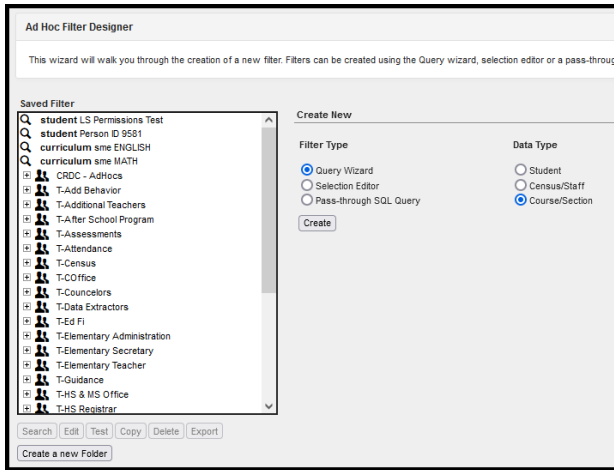 Ad Hoc Filter Designer
This wizard will walk you through the creation of a new filter. Filters can be created using the Query wizard, selection editor or a pass-throug
Saved Filter
student LS Permissions Test
student Person ID 9581
curriculum sme ENGLISH
curriculum sme MATH
CRDC - AdHocs
T-Add Behavior
T-Additional Teachers
T-After School Program
T-Assessments
T-Attendance
T-Census
T-COffice
T-Councelors
T-Data Extractors
T-Ed Fi
T-Elementary Administration
T-Elementary Secretary
T-Elementary Teacher
T-Guidance
T-HS & MS Office
T-HS Registrar
Search Edit Test Copy Delete Export
Create a new Folder
Create New
Filter Type
Query Wizard
Selection Editor
Pass-through SQL Query
Create
Data Type
Student
Census/Staff
Course/Section